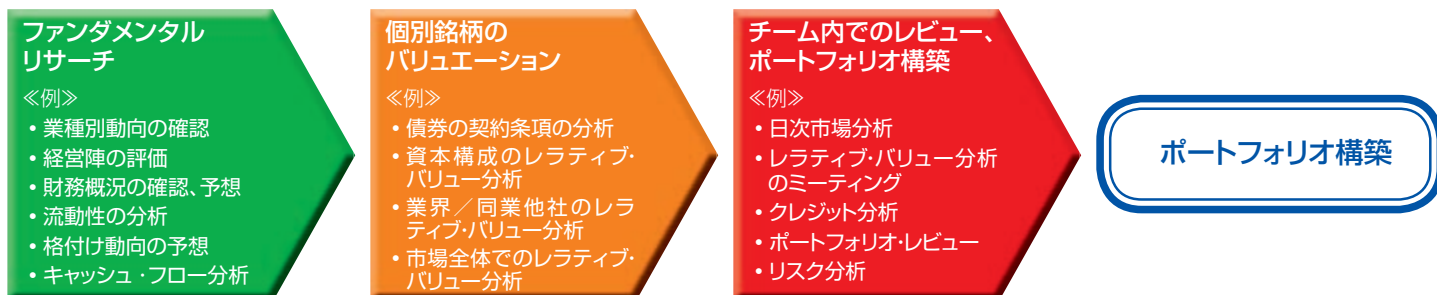 ファンダメンタル
リサーチ
≪例≫
・業種別動向の確認
・経営陣の評価
・財務概況の確認、予想
・流動性の分析
・格付け動向の予想
・キャッシュ・フロー分析
個別銘柄の
バリュエーション
≪例≫
・債券の契約条項の分析
・資本構成のレラティブ・
バリュー分析
・業界／同業他社のレラ
ティブ・バリュー分析
・市場全体でのレラティブ・
バリュー分析
チーム内でのレビュー、
ポートフォリオ構築
≪例≫
・日次市場分析
・レラティブ・バリュー分析
のミーティング
・クレジット分析
・ポートフォリオ・レビュー
・リスク分析
ポートフォリオ構築